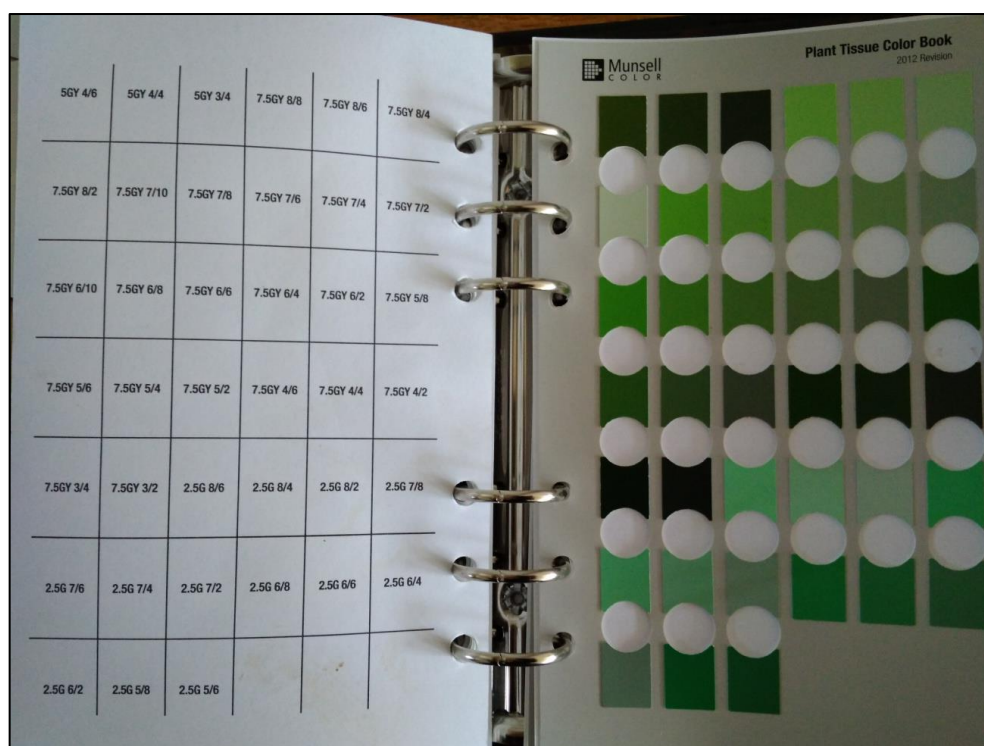 5GY 4/6 5GY 4/4 5GY 3/4 7.5GY 8/8 7.5GY 8/6 7.5GY 8/4
7.5GY 8/2 7.5GY 7/10 7.5GY 7/8 7.5GY 7/6 7.5GY 7/4 7.5GY 7/2
7.5GY 6/10 7.5GY 6/8 7.5GY 6/6 7.5GY 6/4 7.5GY 6/2 7.5GY 5/8
7.5GY 5/6 7.5GY 5/4 7.5GY 5/2 7.5GY 4/6 7.5GY 4/4 7.5GY 4/2
7.5GY 3/4 7.5GY 3/2 2.5G 8/6 2.5G 8/4 2.5G 8/2 2.5G 7/8
2.5G 7/6 2.5G 7/4 2.5G 7/2 2.5G 6/8 2.5G 6/6 2.5G 6/4
2.5G 6/2 2.5G 5/8 2.5G 5/6
Munsell
COLOR
Plant Tissue Color Book
2012 Revision